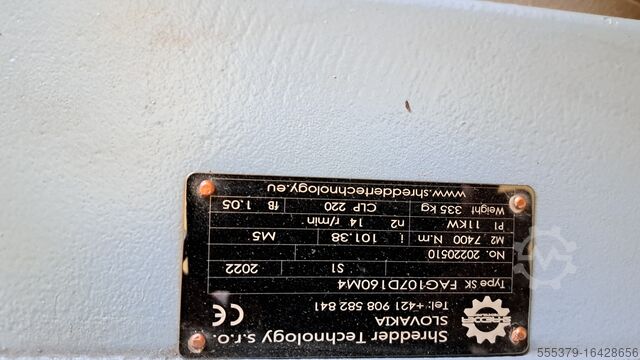 Shredder Technology s.r.o.
SLOVAKIA
Tel: +421 908 582 841
SHREDDER
CE
Type SK FAG107D160M4
S1 2022
No. 20220510
M2 7400 N.m i 101.38 M5
P1 11KW n2 14 r/min
Weight 335 kg CLP 220 fB 1.05
www.shreddertechnology.eu
555379-16428656